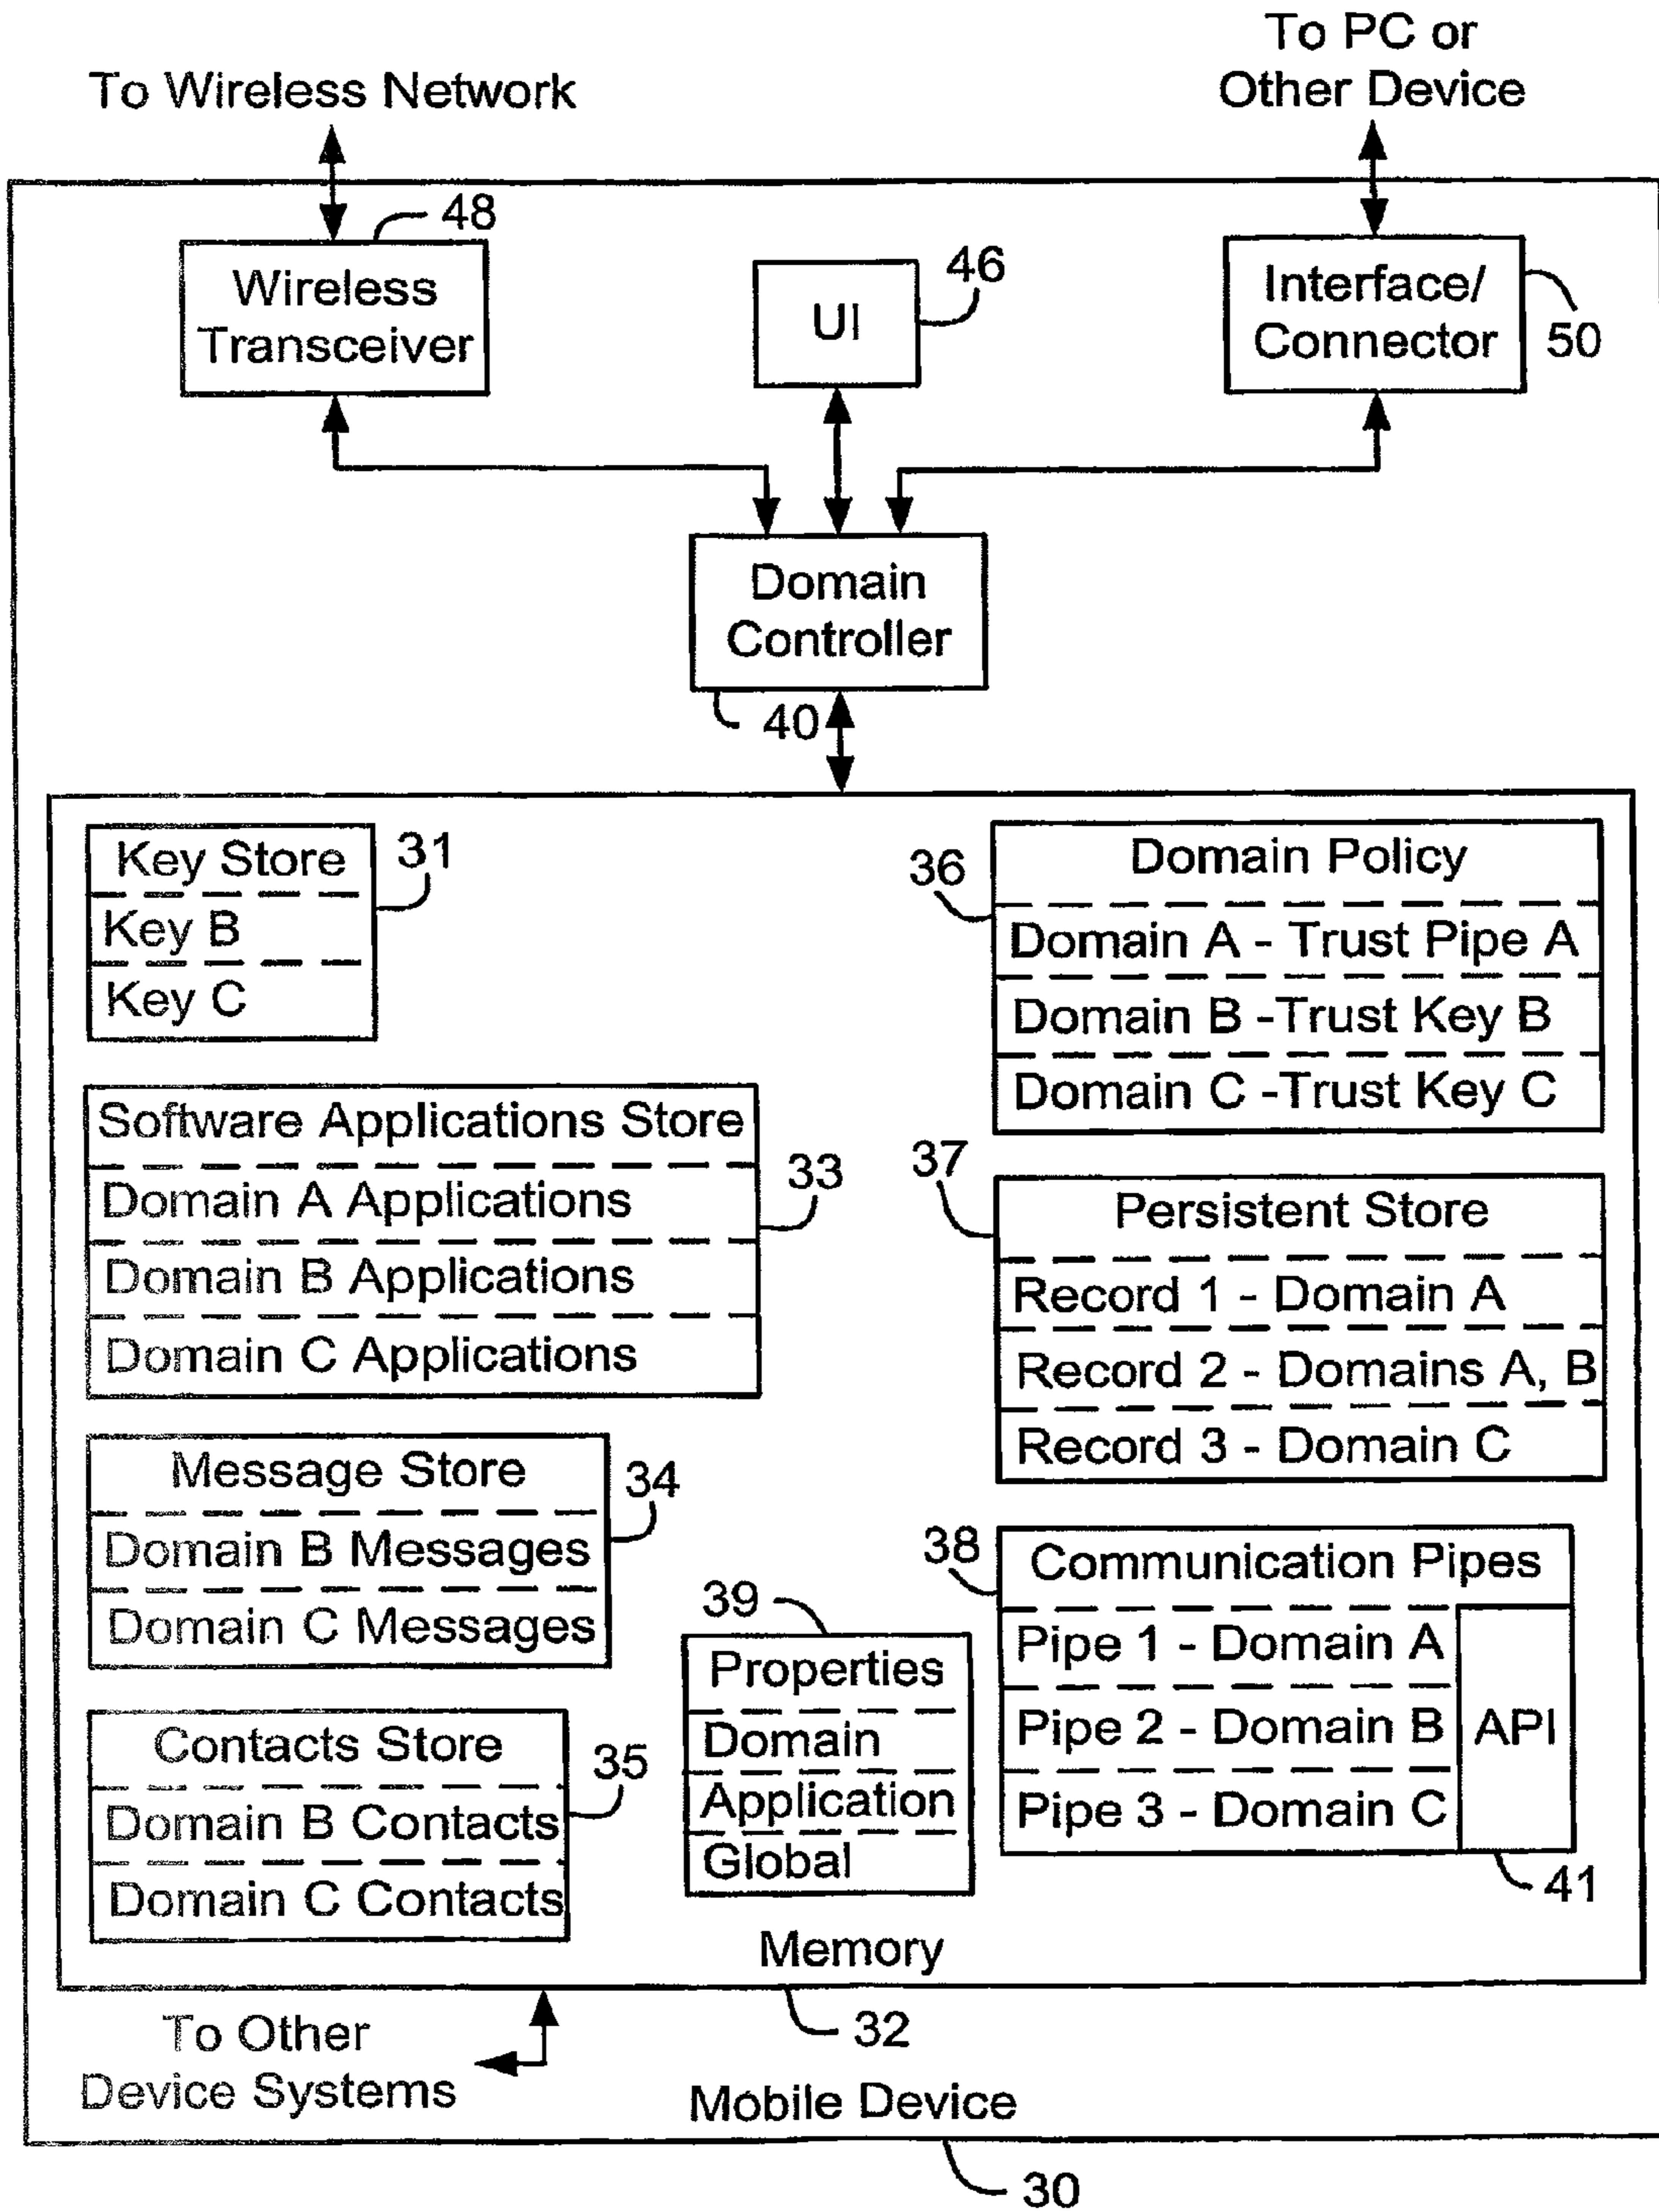 To Wireless Network
To PC or
Other Device
48
Wireless
Transceiver
46
UI
Interface/
Connector
50
Domain
Controller
40
Key Store
Key B
Key C
31
36
Domain Policy
Domain A - Trust Pipe A
Domain B -Trust Key B
Domain C -Trust Key C
Software Applications Store
Domain A Applications
Domain B Applications
Domain C Applications
33
37
Persistent Store
Record 1 - Domain A
Record 2 - Domains A, B
Record 3 - Domain C
Message Store
Domain B Messages
Domain C Messages
34
38
Communication Pipes
Pipe 1 - Domain A
Pipe 2 - Domain B
Pipe 3 - Domain C
API
41
39
Properties
Domain
Application
Global
Contacts Store
Domain B Contacts
Domain C Contacts
35
Memory
32
To Other
Device Systems
Mobile Device
30